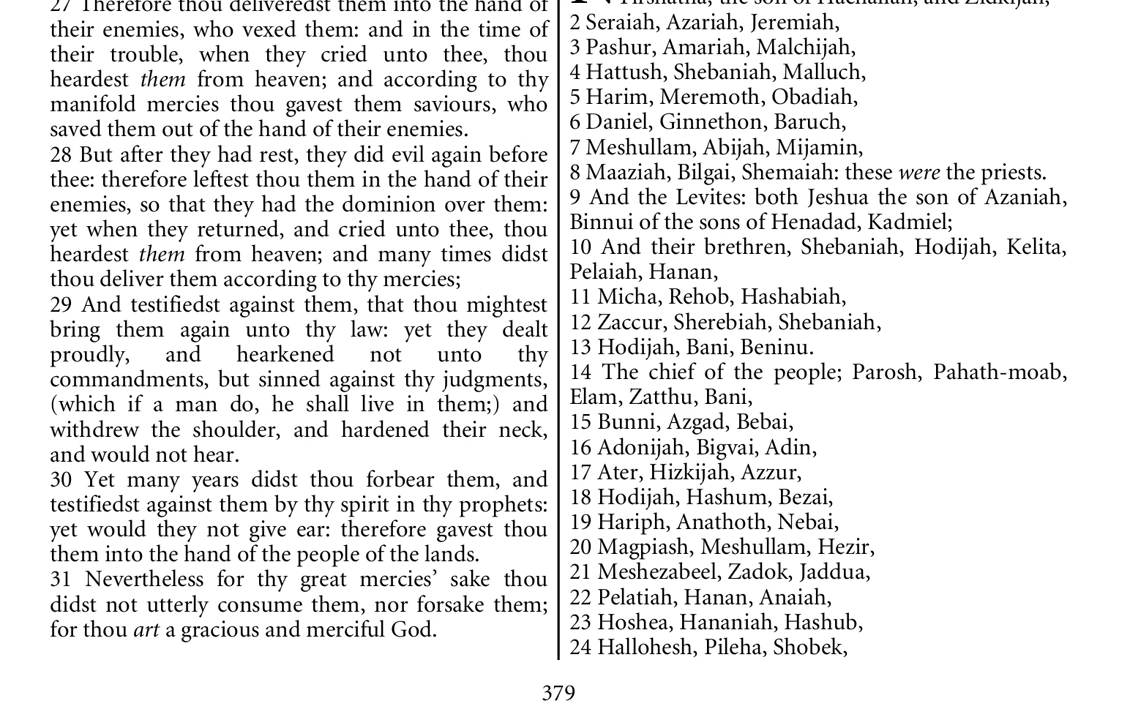 27 Therefore thou deliveredst them into the hand of
their enemies, who vexed them: and in the time of
their trouble, when they cried unto thee, thou
heardest them from heaven; and according to thy
manifold mercies thou gavest them saviours, who
saved them out of the hand of their enemies.
28 But after they had rest, they did evil again before
thee: therefore leftest thou them in the hand of their
enemies, so that they had the dominion over them:
yet when they returned, and cried unto thee, thou
heardest them from heaven; and many times didst
thou deliver them according to thy mercies;
29 And testifiedst against them, that thou mightest
bring them again unto thy law: yet they dealt
proudly, and hearkened not unto thy
commandments, but sinned against thy judgments,
(which if a man do, he shall live in them;) and
withdrew the shoulder, and hardened their neck,
and would not hear.
30 Yet many years didst thou forbear them, and
testifiedst against them by thy spirit in thy prophets:
yet would they not give ear: therefore gavest thou
them into the hand of the people of the lands.
31 Nevertheless for thy great mercies’ sake thou
didst not utterly consume them, nor forsake them;
for thou art a gracious and merciful God.
Tirshatha, the son of Hachaliah, and Zidkijah,
2 Seraiah, Azariah, Jeremiah,
3 Pashur, Amariah, Malchijah,
4 Hattush, Shebaniah, Malluch,
5 Harim, Meremoth, Obadiah,
6 Daniel, Ginnethon, Baruch,
7 Meshullam, Abijah, Mijamin,
8 Maaziah, Bilgai, Shemaiah: these were the priests.
9 And the Levites: both Jeshua the son of Azaniah,
Binnui of the sons of Henadad, Kadmiel;
10 And their brethren, Shebaniah, Hodijah, Kelita,
Pelaiah, Hanan,
11 Micha, Rehob, Hashabiah,
12 Zaccur, Sherebiah, Shebaniah,
13 Hodijah, Bani, Beninu.
14 The chief of the people; Parosh, Pahath-moab,
Elam, Zatthu, Bani,
15 Bunni, Azgad, Bebai,
16 Adonijah, Bigvai, Adin,
17 Ater, Hizkijah, Azzur,
18 Hodijah, Hashum, Bezai,
19 Hariph, Anathoth, Nebai,
20 Magpiash, Meshullam, Hezir,
21 Meshezabeel, Zadok, Jaddua,
22 Pelatiah, Hanan, Anaiah,
23 Hoshea, Hananiah, Hashub,
24 Hallohesh, Pileha, Shobek,
379